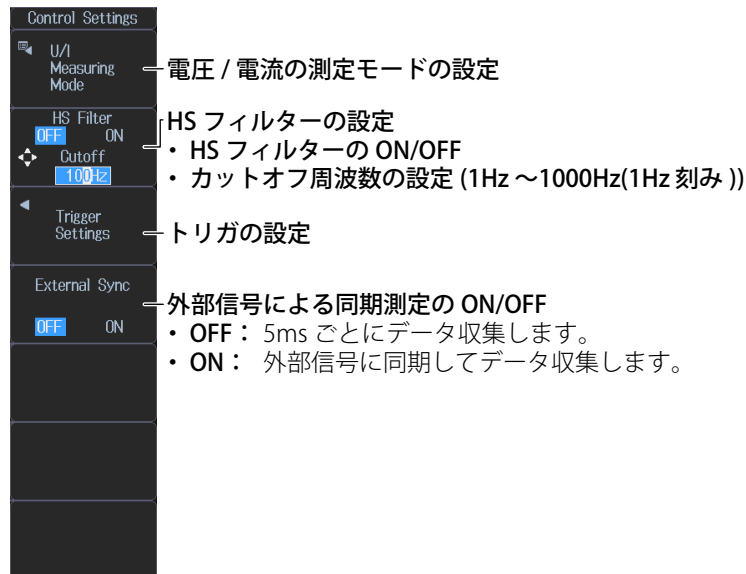 Control Settings
U/I
Measuring
Mode
電圧 / 電流の測定モードの設定
HS Filter
OFF ON
Cutoff
100Hz
HS フィルターの設定
・ HS フィルターの ON/OFF
・ カットオフ周波数の設定 (1Hz ～1000Hz(1Hz 刻み ))
Trigger
Settings
トリガの設定
External Sync
OFF ON
外部信号による同期測定の ON/OFF
・ OFF： 5ms ごとにデータ収集します。
・ ON： 外部信号に同期してデータ収集します。